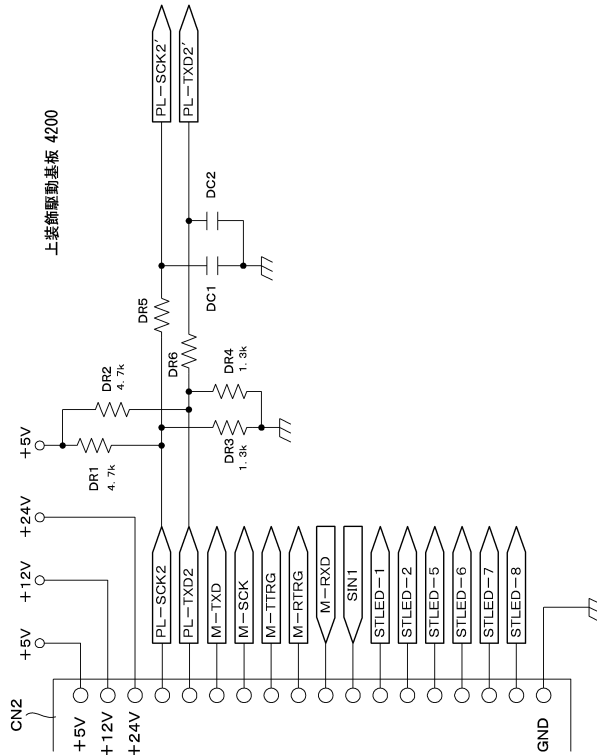 上装飾駆動基板 4200
CN2
+5V
+12V
+24V
+5V
+12V
+24V
+5V
DR1
4.7k
DR2
4.7k
DR3
1.3k
DR4
1.3k
DR5
DR6
DC1
DC2
PL−SCK2′
PL−TXD2′
PL−SCK2
PL−TXD2
M−TXD
M−SCK
M−TTRG
M−RTRG
M−RXD
SIN1
STLED−1
STLED−2
STLED−5
STLED−6
STLED−7
STLED−8
GND